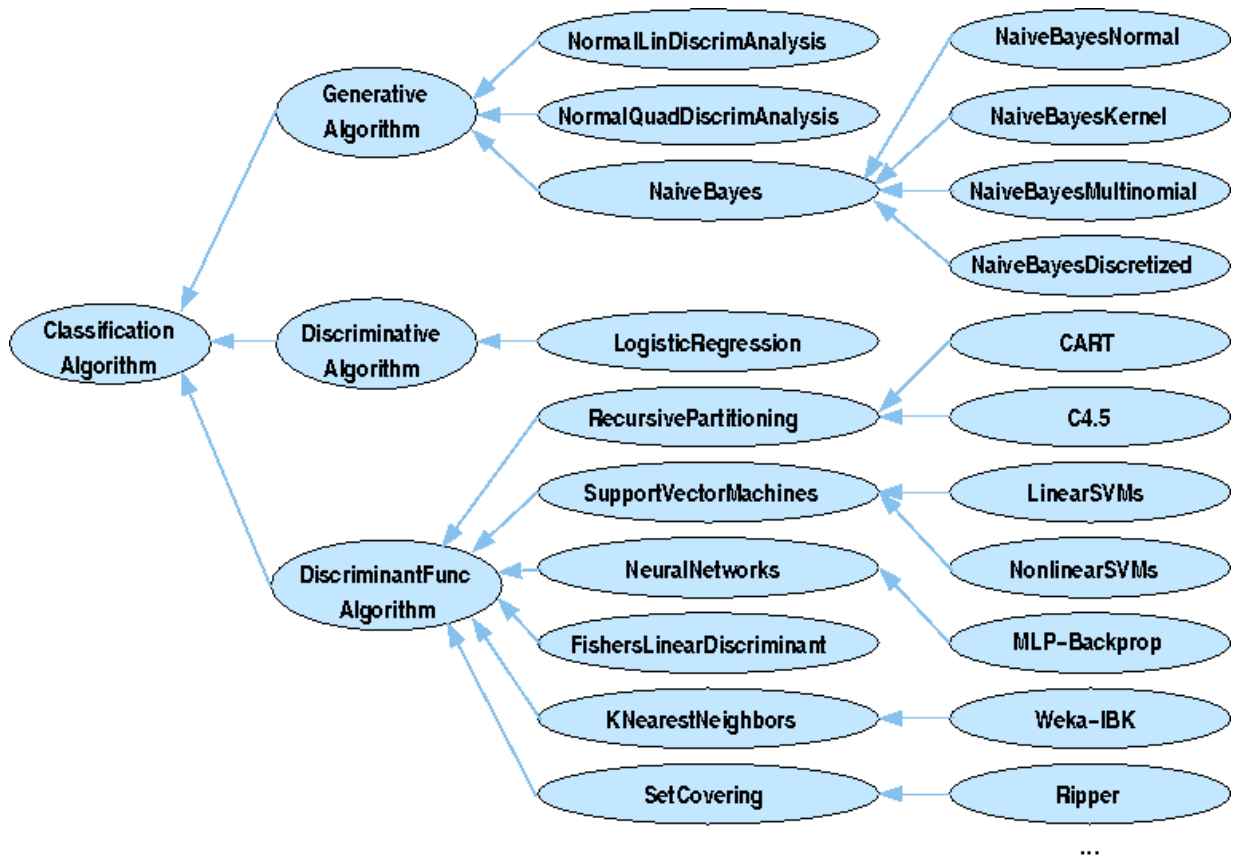 NormalLinDiscrimAnalysis
NaiveBayesNormal
Generative
Algorithm
NormalQuadDiscrimAnalysis
NaiveBayesKernel
NaiveBayes
NaiveBayesMultinomial
NaiveBayesDiscretized
Classification
Algorithm
Discriminative
Algorithm
LogisticRegression
CART
RecursivePartitioning
C4.5
SupportVectorMachines
LinearSVMs
DiscriminantFunc
Algorithm
NeuralNetworks
NonlinearSVMs
FishersLinearDiscriminant
MLP-Backprop
KNearestNeighbors
Weka-IBK
SetCovering
Ripper
...